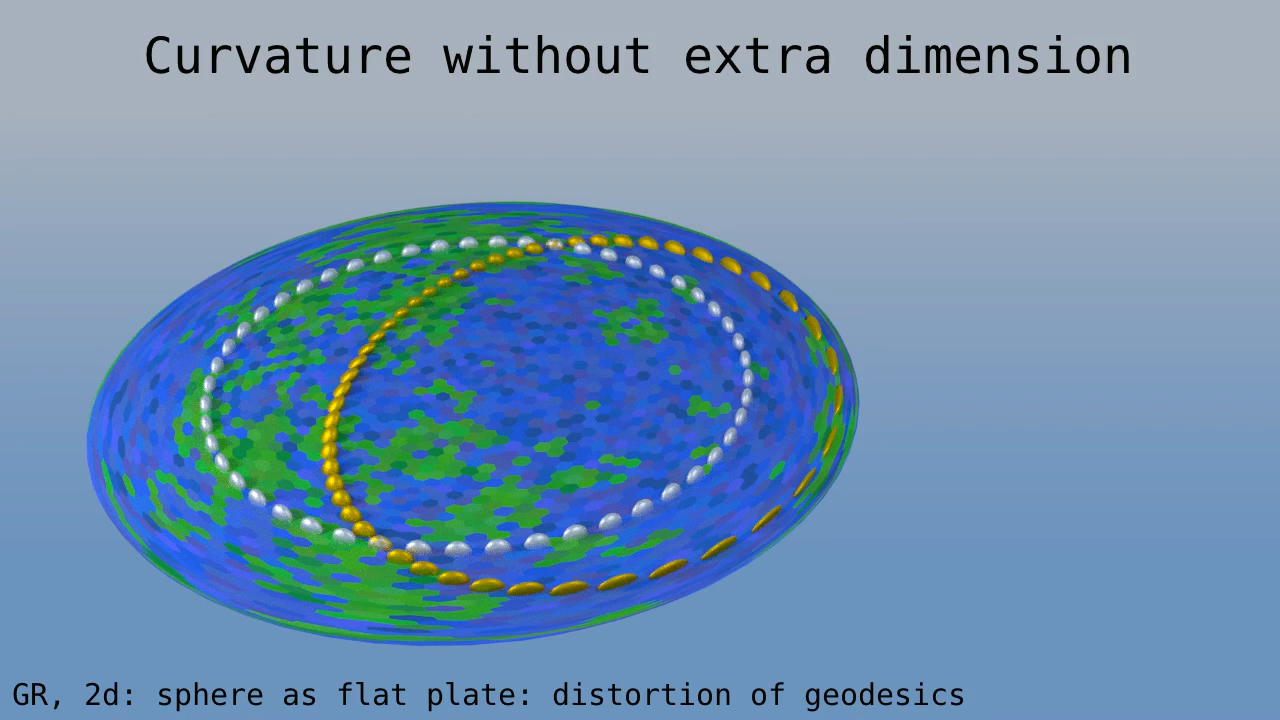 Curvature without extra dimension
GR, 2d: sphere as flat plate: distortion of geodesics